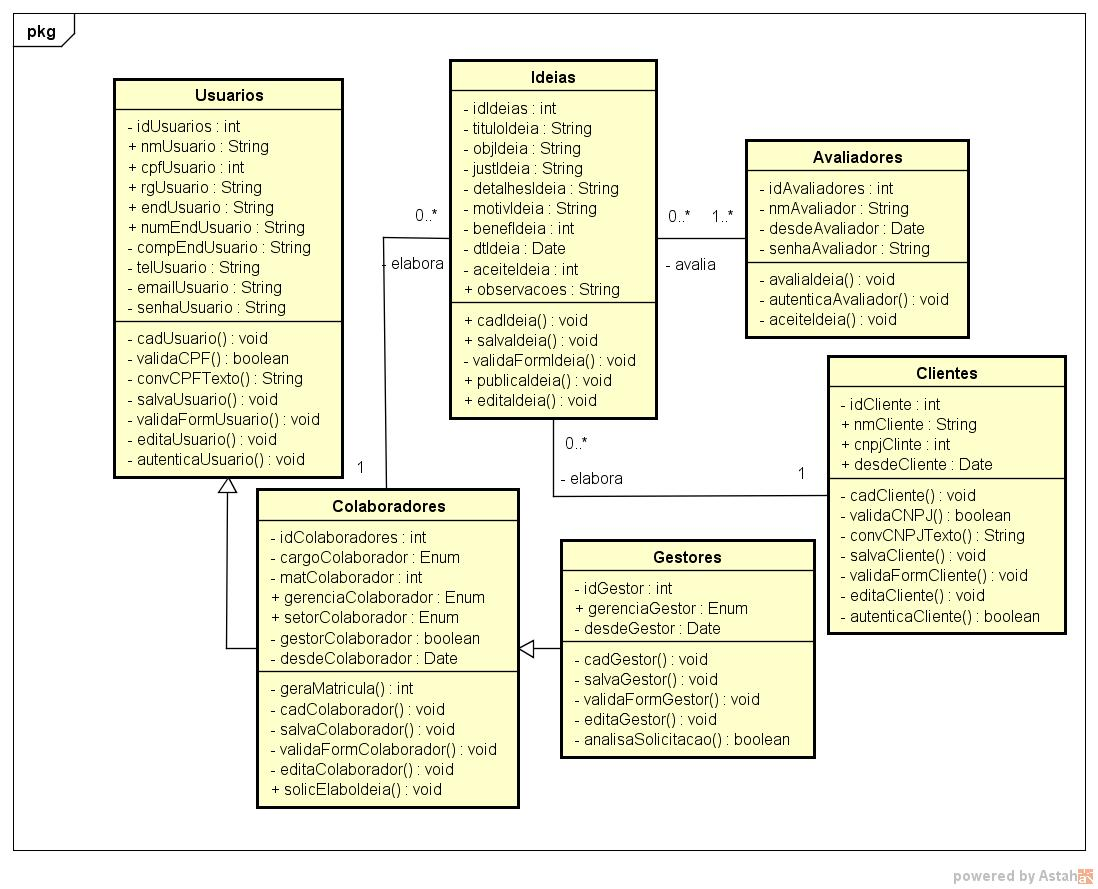 pkg
Usuarios
- idUsuarios : int
+ nmUsuario : String
+ cpfUsuario : int
+ rgUsuario : String
+ endUsuario : String
+ numEndUsuario : String
- compEndUsuario : String
- telUsuario : String
- emailUsuario : String
- senhaUsuario : String
- cadUsuario() : void
- validaCPF() : boolean
- convCPFTexto() : String
- salvaUsuario() : void
- validaFormUsuario() : void
- editaUsuario() : void
- autenticaUsuario() : void
Ideias
- idIdeias : int
- tituloIdeia : String
- objIdeia : String
- justIdeia : String
- detalhesIdeia : String
- motivIdeia : String
- benefIdeia : int
- dtIdeia : Date
- aceiteIdeia : int
+ observacoes : String
+ cadIdeia() : void
+ salvaIdeia() : void
- validaFormIdeia() : void
+ publicaIdeia() : void
+ editaIdeia() : void
Avaliadores
- idAvaliadores : int
- nmAvaliador : String
- desdeAvaliador : Date
- senhaAvaliador : String
- avaliaIdeia() : void
- autenticaAvaliador() : void
- aceiteIdeia() : void
0..*
- elabora
1
0..*
1..*
- avalia
0..*
- elabora
1
Clientes
- idCliente : int
+ nmCliente : String
+ cnpjClinte : int
+ desdeCliente : Date
- cadCliente() : void
- validaCNPJ() : boolean
- convCNPJTexto() : String
- salvaCliente() : void
- validaFormCliente() : void
- editaCliente() : void
- autenticaCliente() : boolean
Colaboradores
- idColaboradores : int
- cargoColaborador : Enum
- matColaborador : int
+ gerenciaColaborador : Enum
+ setorColaborador : Enum
- gestorColaborador : boolean
- desdeColaborador : Date
- geraMatricula() : int
- cadColaborador() : void
- salvaColaborador() : void
- validaFormColaborador() : void
- editaColaborador() : void
+ solicElaboIdeia() : void
Gestores
- idGestor : int
+ gerenciaGestor : Enum
- desdeGestor : Date
- cadGestor() : void
- salvaGestor() : void
- validaFormGestor() : void
- editaGestor() : void
- analisaSolicitacao() : boolean
powered by Astah